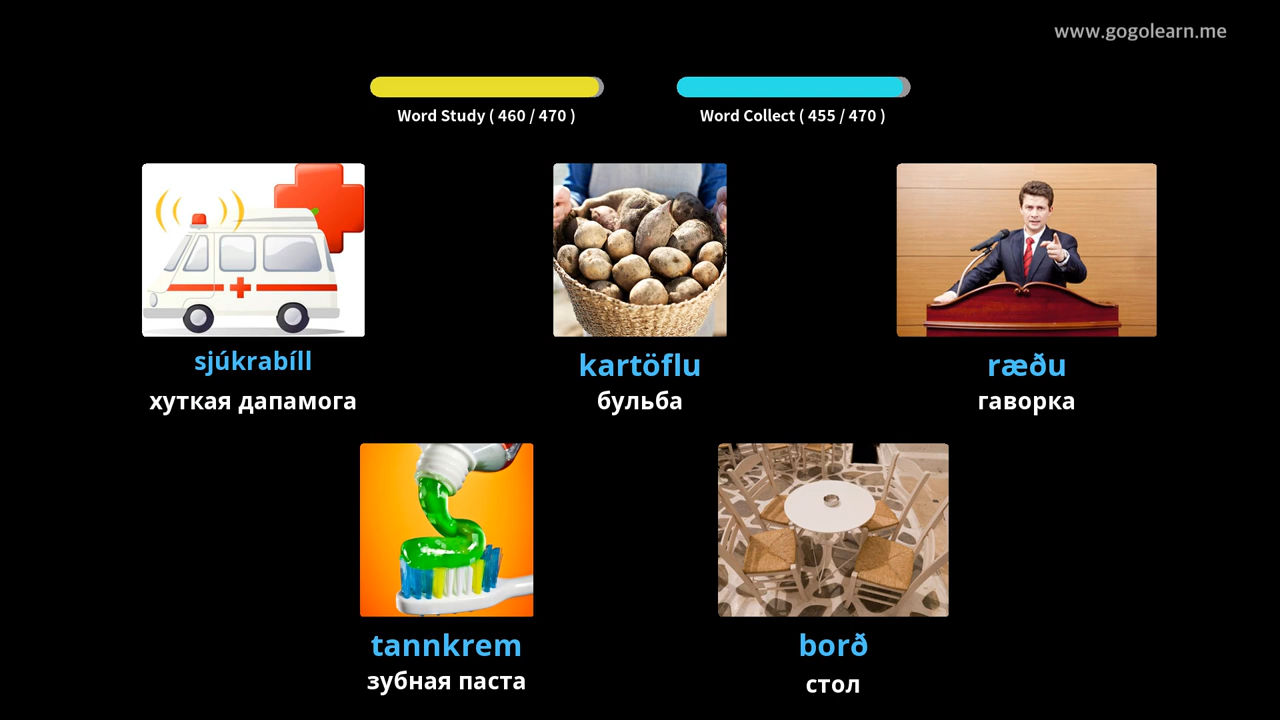 www.gogolearn.me
Word Study ( 460 / 470 )
Word Collect ( 455 / 470 )
sjúkrabíll
хуткая дапамога
kartöflu
бульба
ræðu
гаворка
tannkrem
зубная паста
borð
стол